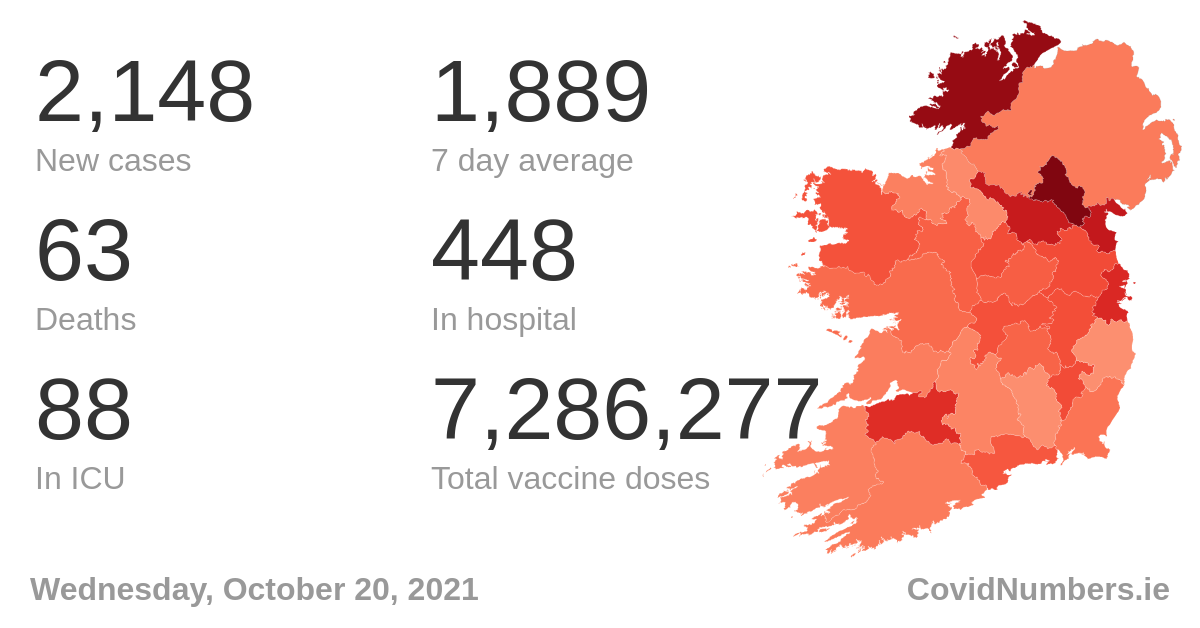 2,148
1,889
New cases
7 day average
63
448
Deaths
In hospital
88
7,286,277
In ICU
Total vaccine doses
Wednesday, October 20, 2021
CovidNumbers.ie